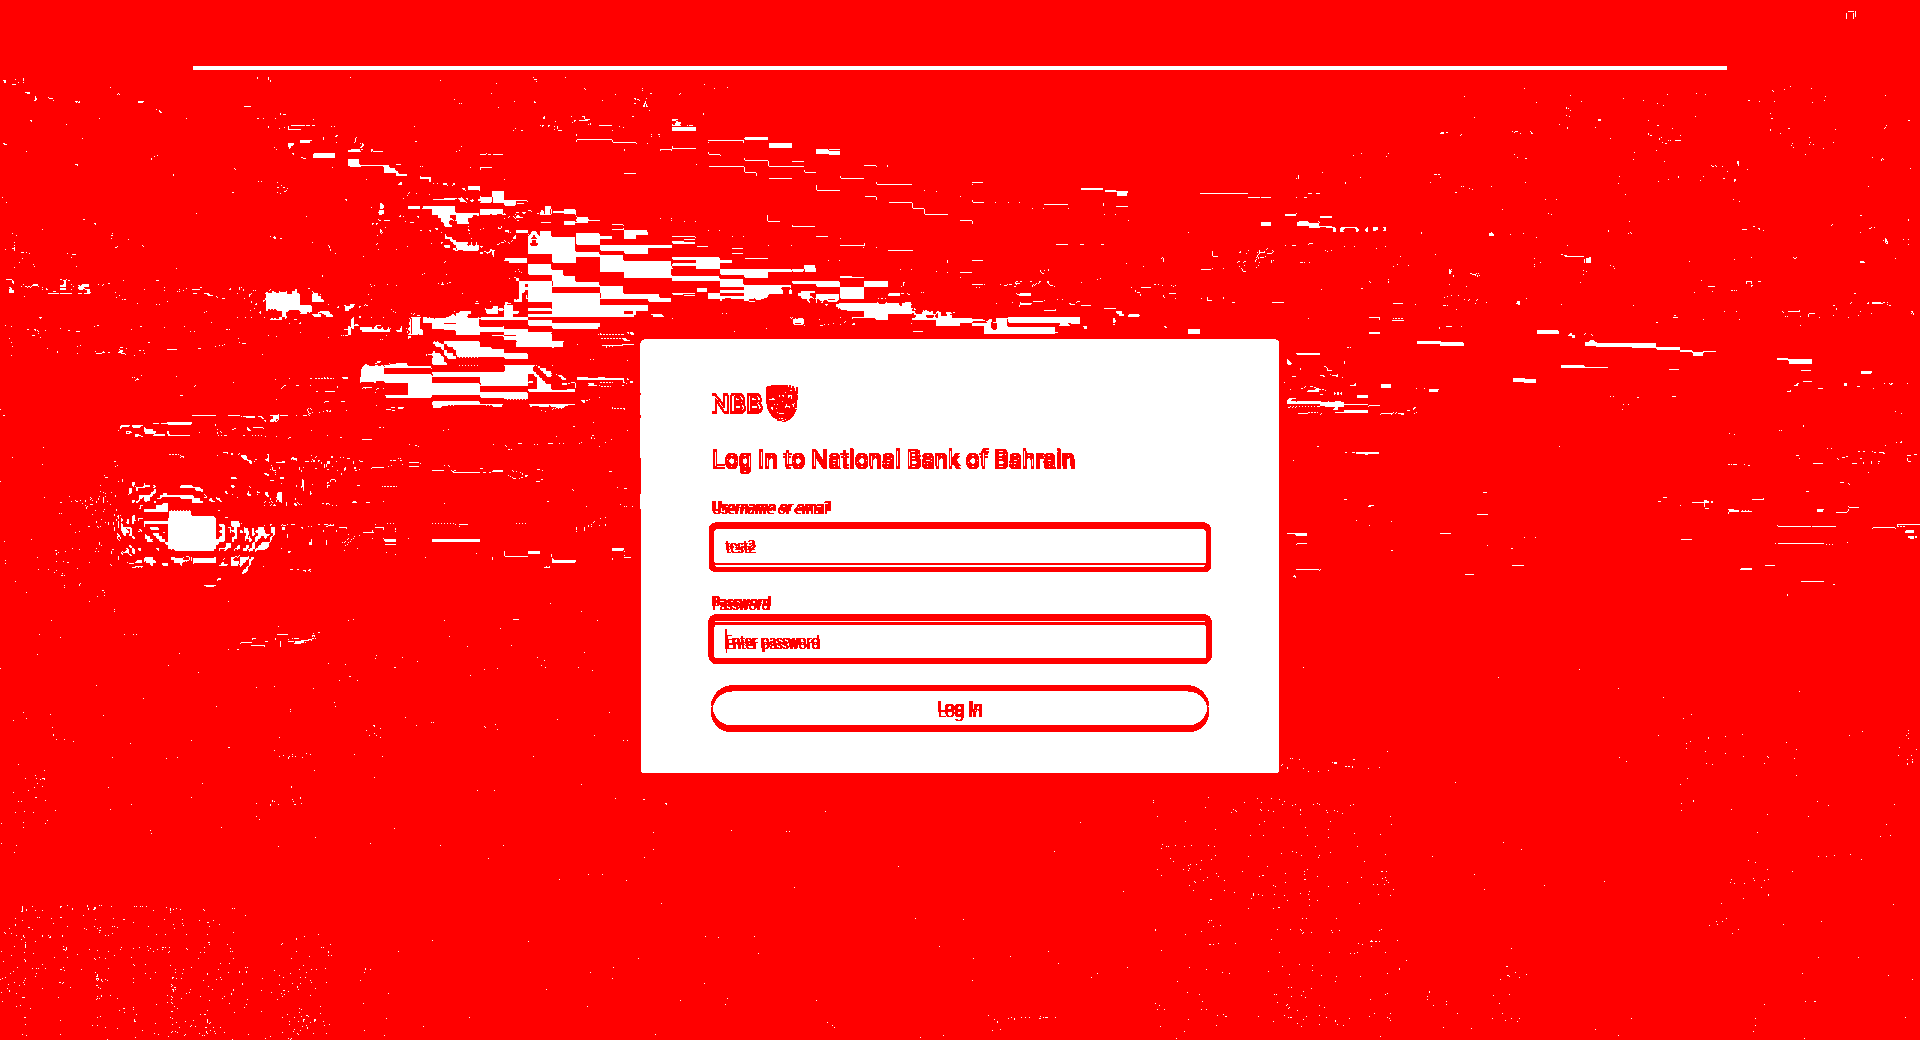 NBB
Log in to National Bank of Bahrain
Username or email
test2
Password
Enter password
Log In